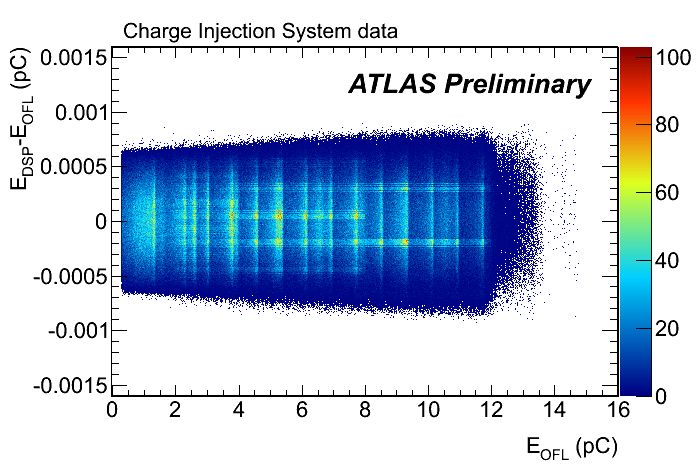 Charge Injection System data
E_DSP-E_OFL (pC)
ATLAS Preliminary
0.0015
0.001
0.0005
0
-0.0005
-0.001
-0.0015
100
80
60
40
20
0
0 2 4 6 8 10 12 14 16
E_OFL (pC)